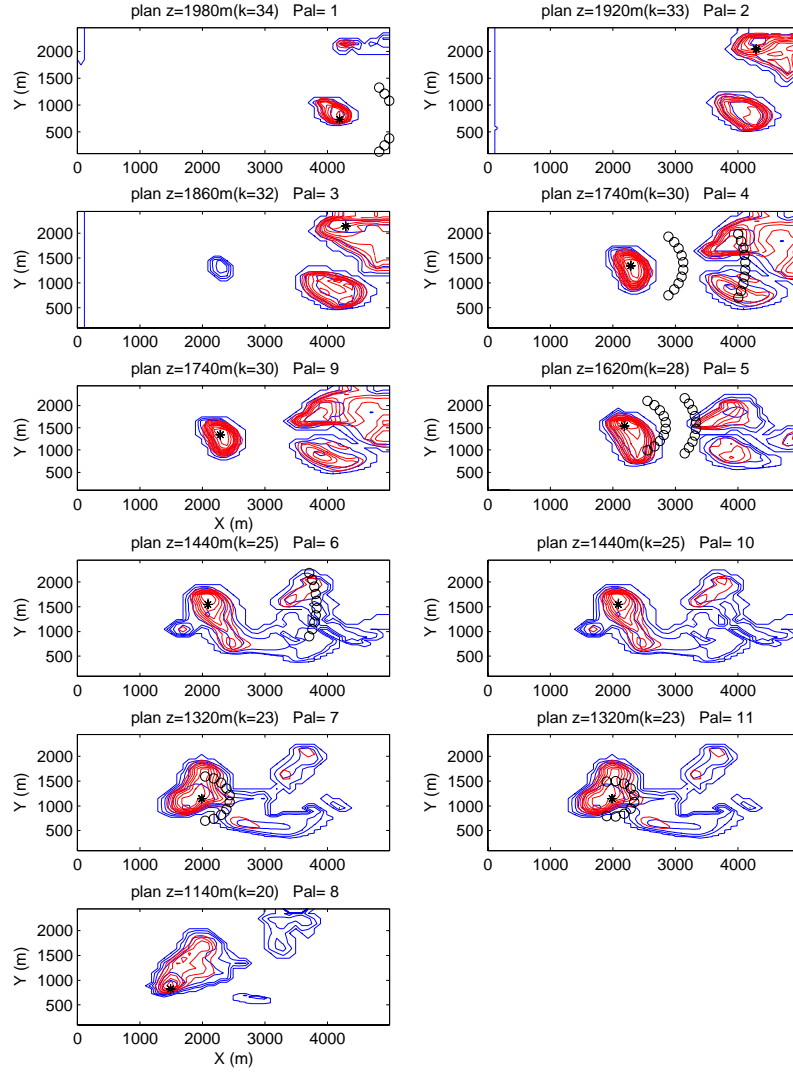 plan z=1980m(k=34) Pal= 1
plan z=1920m(k=33) Pal= 2
2000
1500
1000
500
Y (m)
0 1000 2000 3000 4000
2000
1500
1000
500
Y (m)
0 1000 2000 3000 4000
plan z=1860m(k=32) Pal= 3
plan z=1740m(k=30) Pal= 4
2000
1500
1000
500
Y (m)
0 1000 2000 3000 4000
2000
1500
1000
500
Y (m)
0 1000 2000 3000 4000
plan z=1740m(k=30) Pal= 9
plan z=1620m(k=28) Pal= 5
2000
1500
1000
500
Y (m)
0 1000 2000 3000 4000
X (m)
2000
1500
1000
500
Y (m)
0 1000 2000 3000 4000
plan z=1440m(k=25) Pal= 6
plan z=1440m(k=25) Pal= 10
2000
1500
1000
500
Y (m)
0 1000 2000 3000 4000
2000
1500
1000
500
Y (m)
0 1000 2000 3000 4000
plan z=1320m(k=23) Pal= 7
plan z=1320m(k=23) Pal= 11
2000
1500
1000
500
Y (m)
0 1000 2000 3000 4000
2000
1500
1000
500
Y (m)
0 1000 2000 3000 4000
plan z=1140m(k=20) Pal= 8
2000
1500
1000
500
Y (m)
0 1000 2000 3000 4000
X (m)